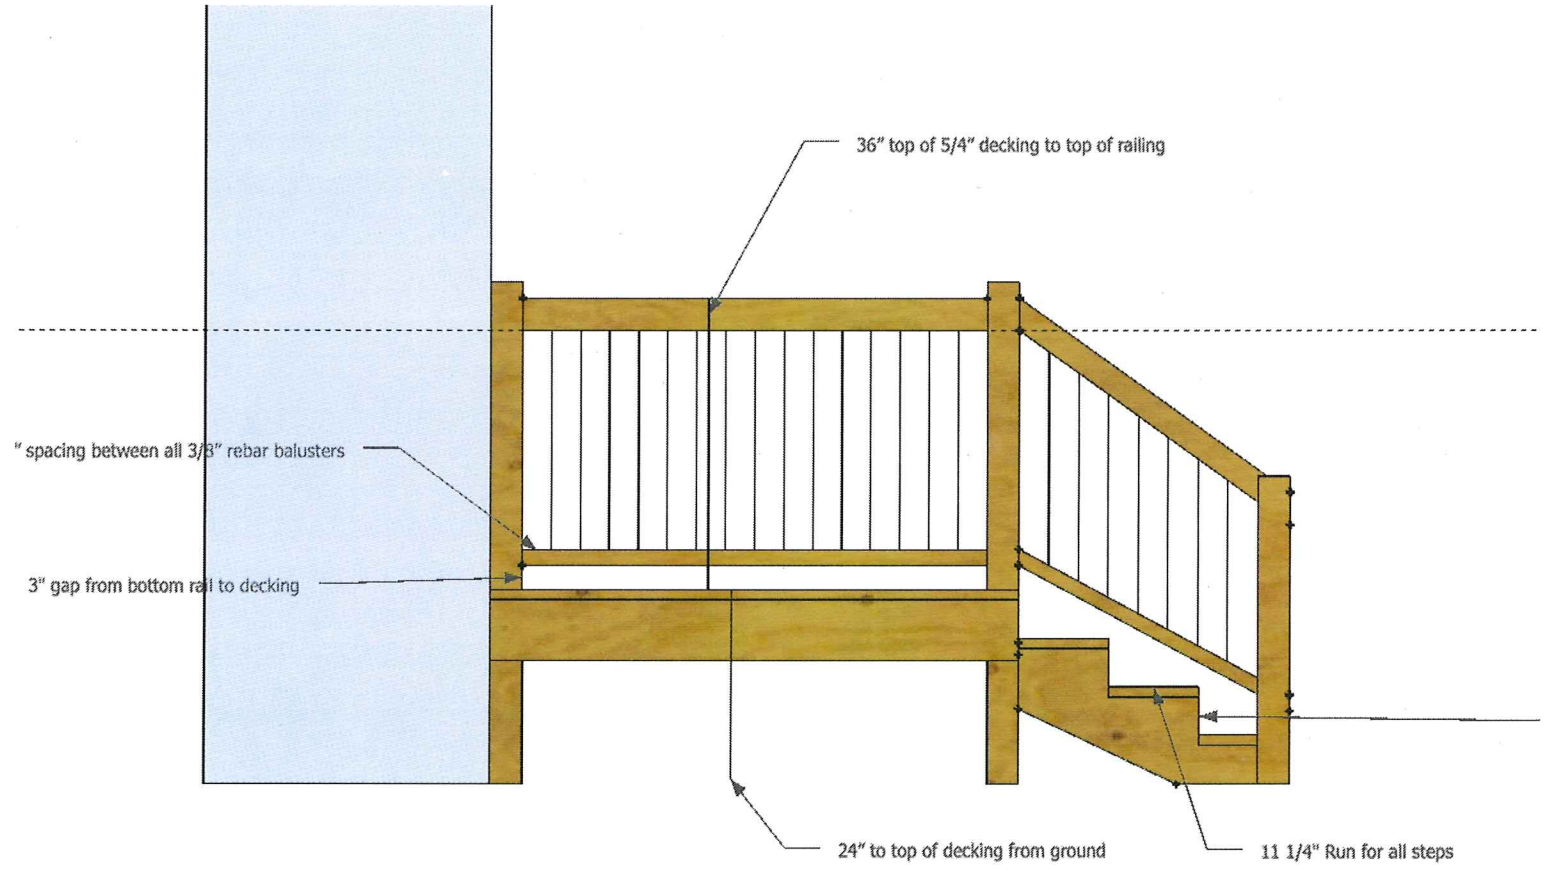 36" top of 5/4" decking to top of railing
" spacing between all 3/8" rebar balusters
3" gap from bottom rail to decking
24" to top of decking from ground
11 1/4" Run for all steps